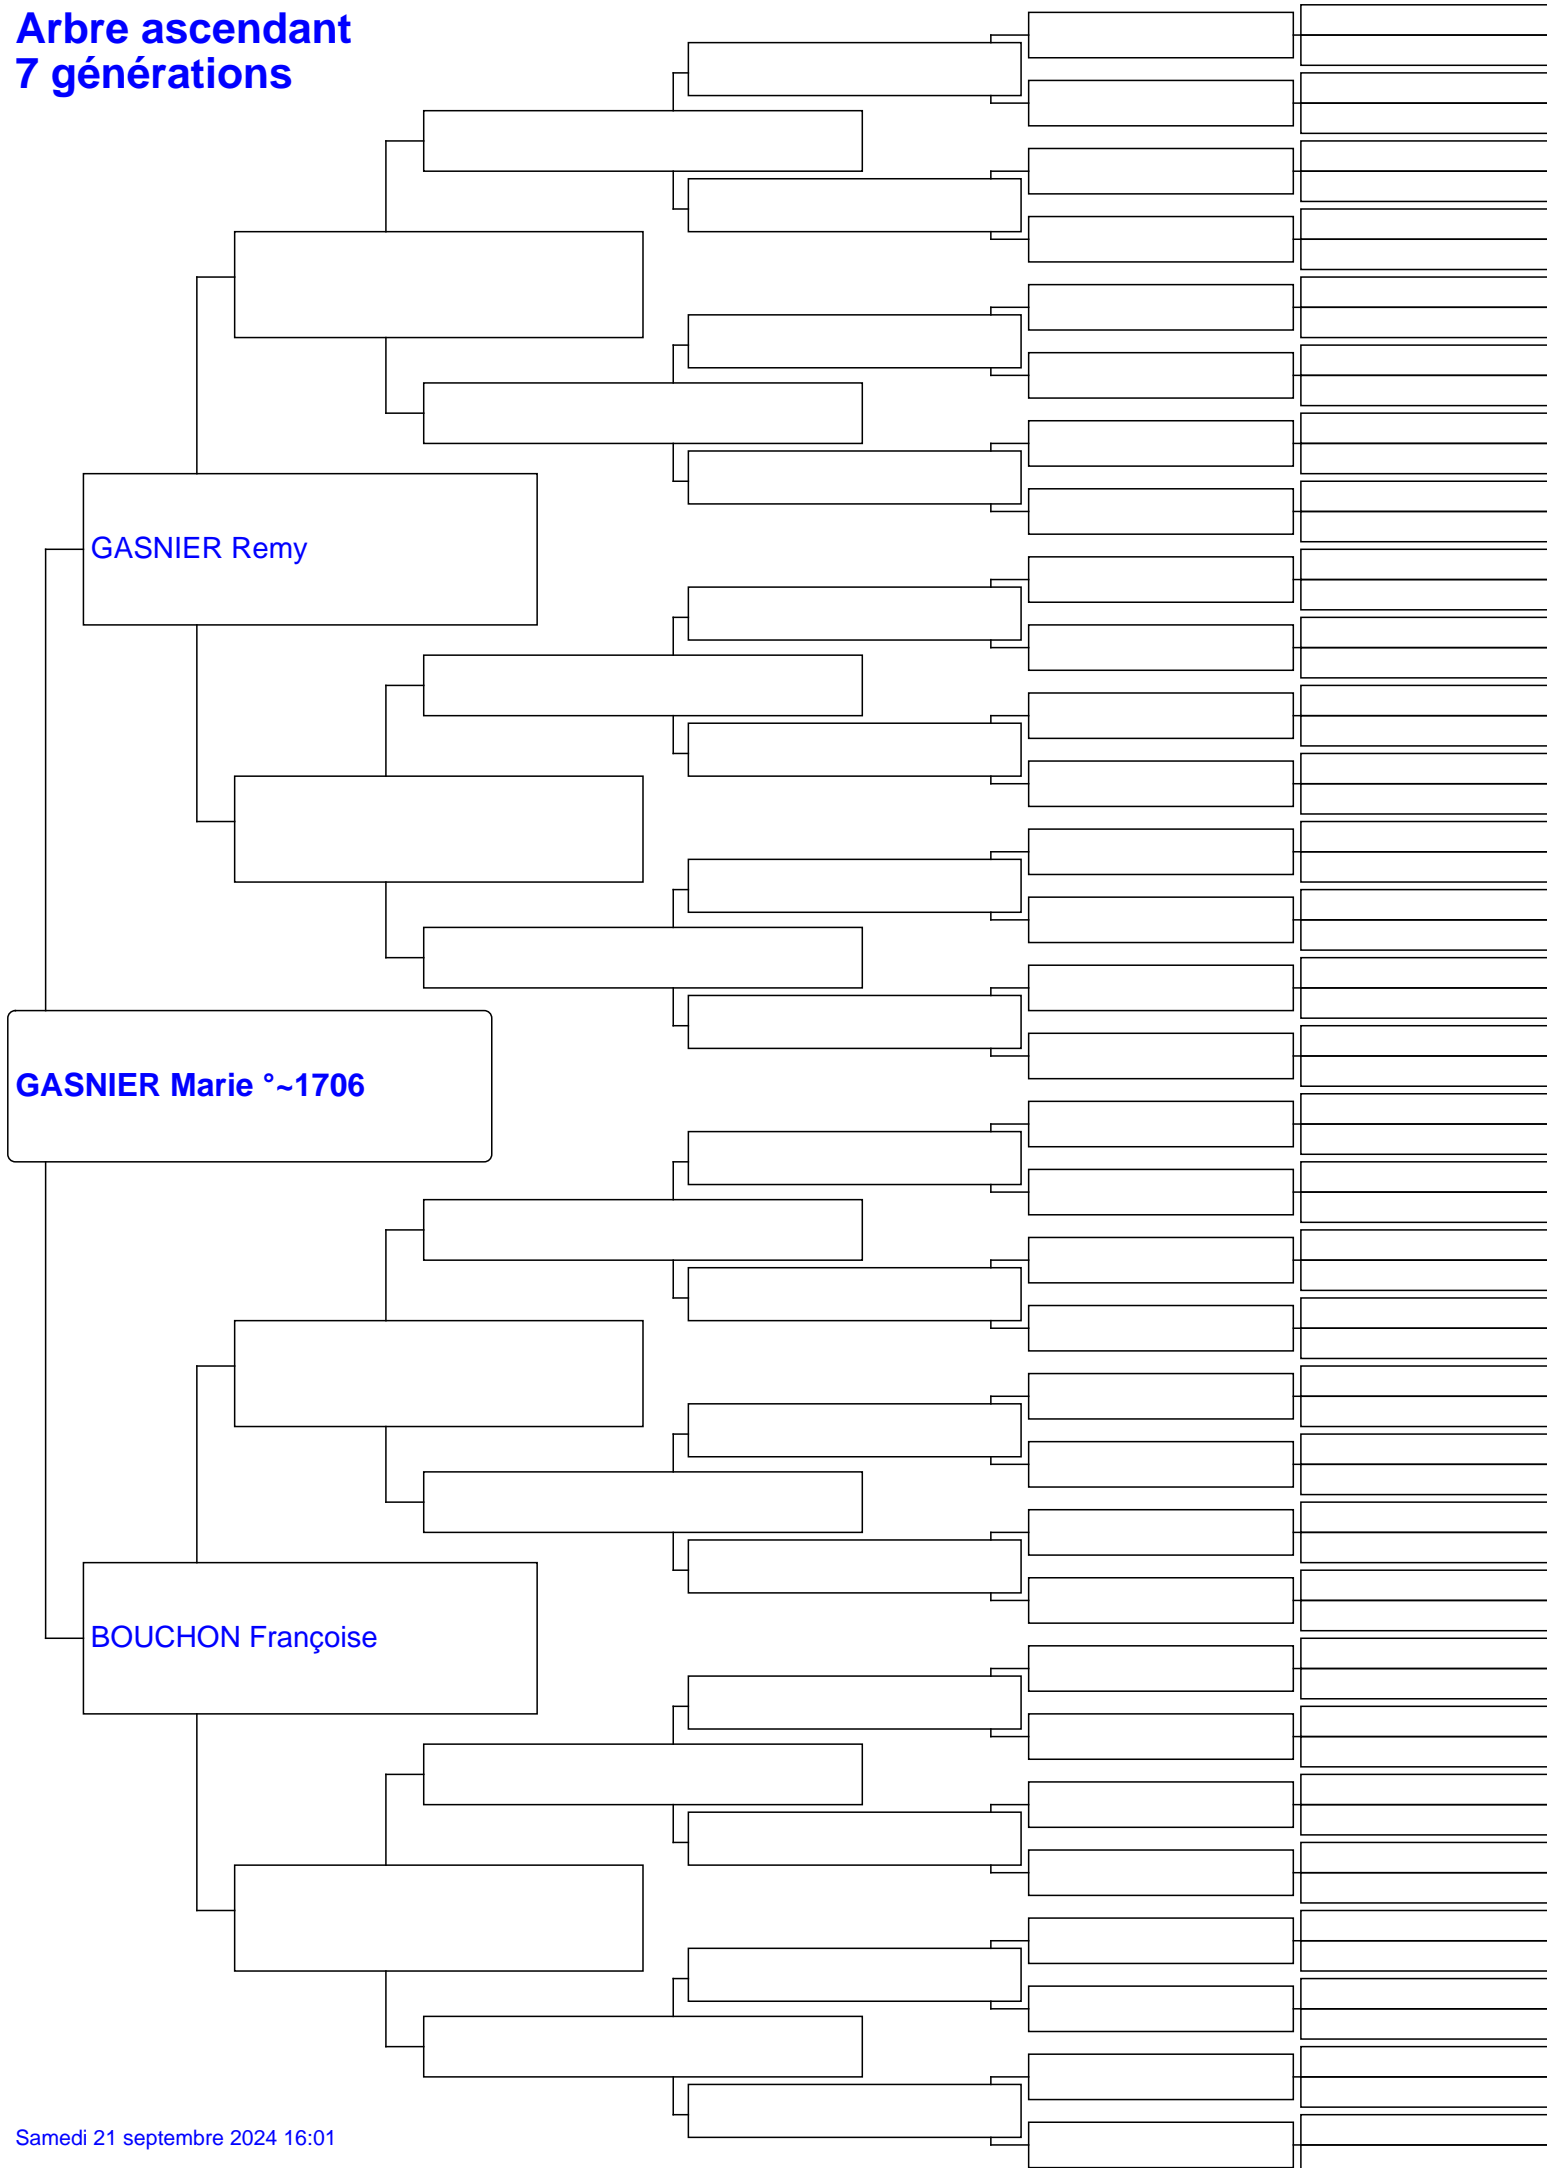 Arbre ascendant
7 générations
GASNIER Remy
GASNIER Marie °~1706
BOUCHON Françoise
Samedi 21 septembre 2024 16:01